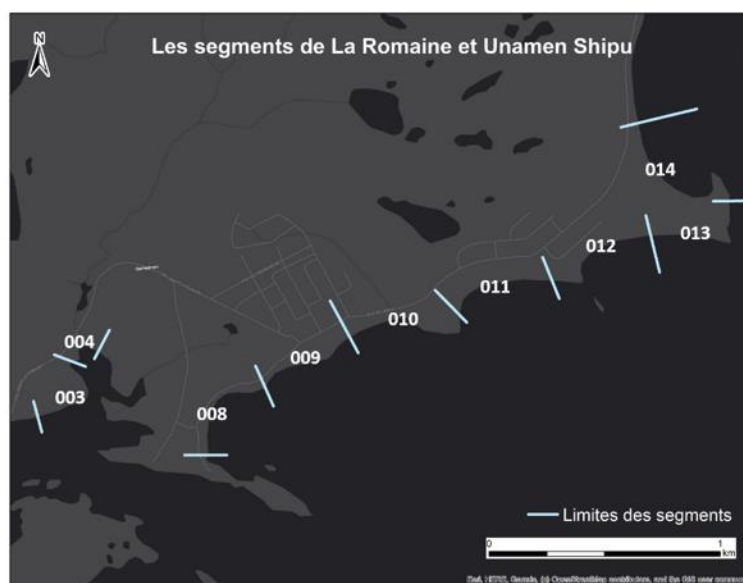 N
Les segments de La Romaine et Unamen Shipu
014
013
012
011
010
009
008
004
003
Limites des segments
0 1
km